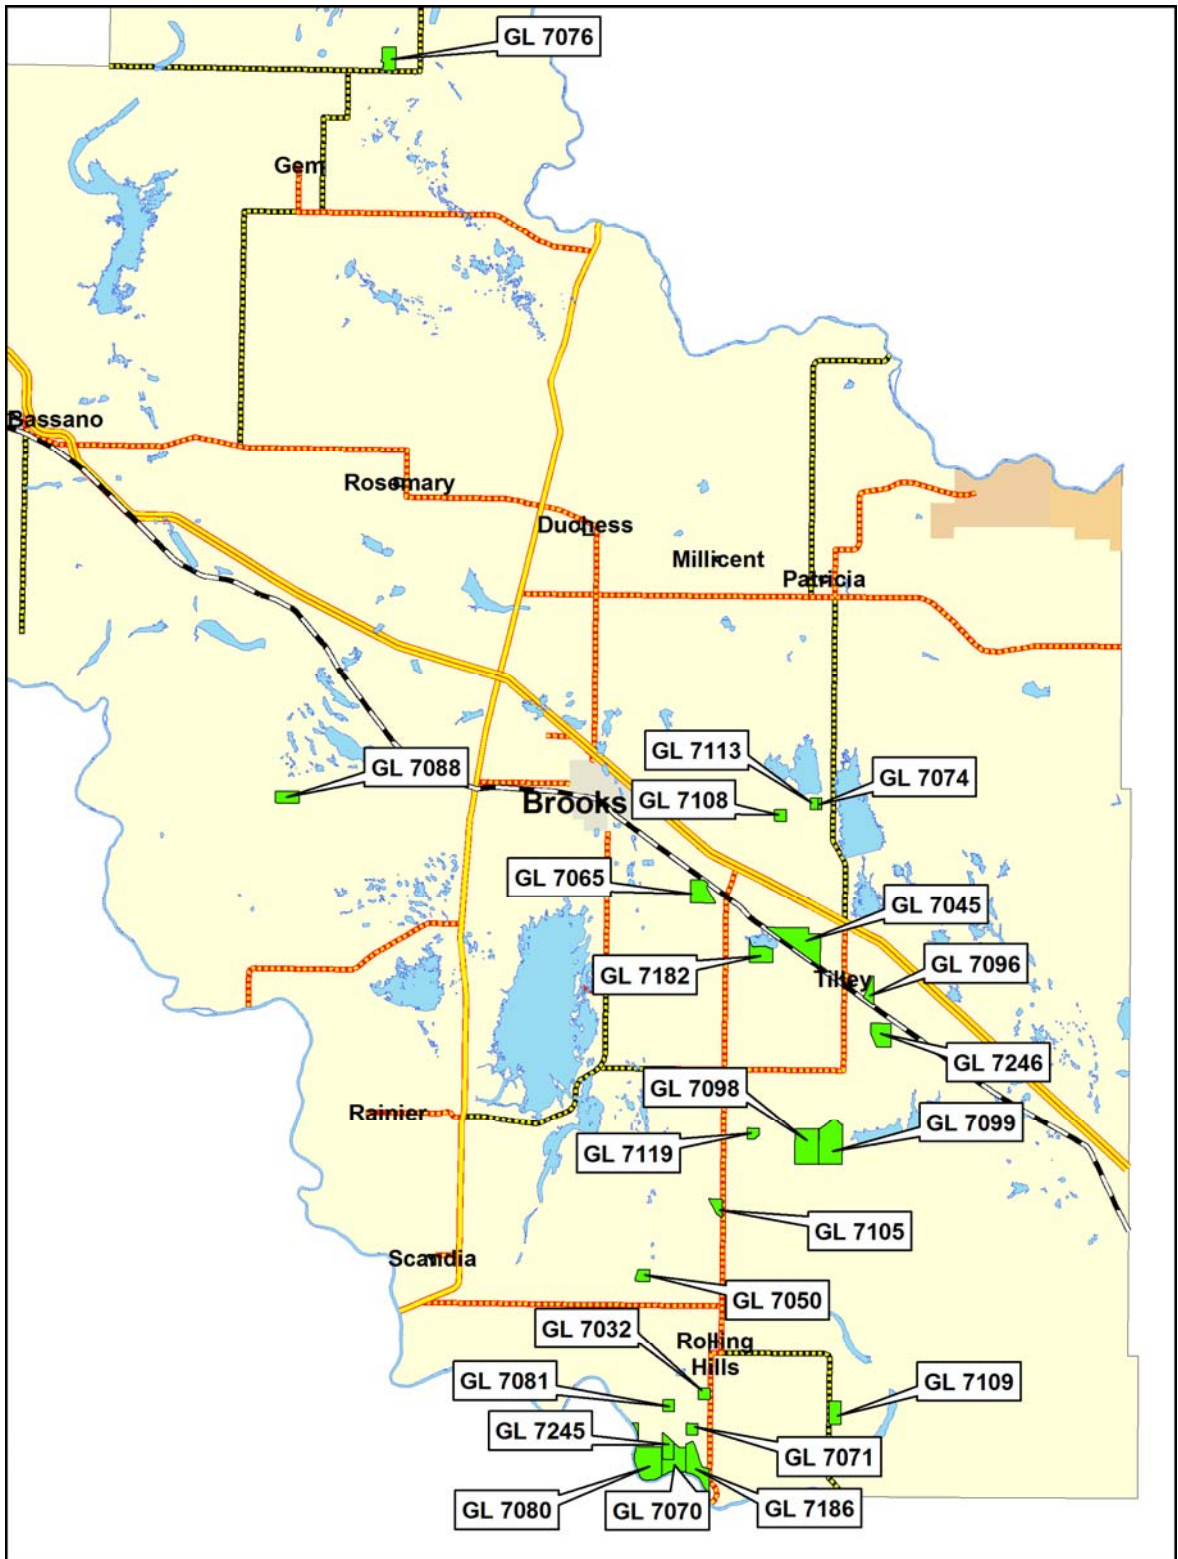 GL 7076
Gem
Bassano
Rosemary
Duchess
Millicent
Patricia
GL 7113
GL 7088
GL 7074
GL 7108
Brooks
GL 7065
GL 7045
GL 7182
GL 7096
Tilley
GL 7246
GL 7098
Rainier
GL 7099
GL 7119
GL 7105
Scandia
GL 7050
GL 7032
Rolling
Hills
GL 7081
GL 7109
GL 7245
GL 7071
GL 7080
GL 7070
GL 7186